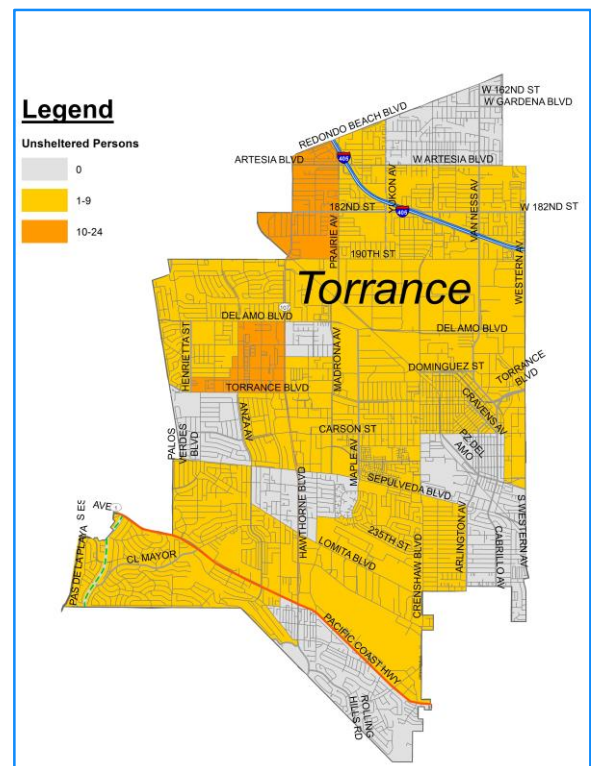 Legend
Unsheltered Persons
0
1-9
10-24
W 162ND ST
W GARDENA BLVD
REDONDO BEACH BLVD
ARTESIA BLVD
W ARTESIA BLVD
405
YUKON AV
VAN NESS AV
182ND ST
405
W 182ND ST
PRAIRIE AV
190TH ST
WESTERN AV
Torrance
107
DEL AMO BLVD
DEL AMO BLVD
HENRIETTA ST
MADRONA AV
DOMINGUEZ ST
TORRANCE
BLVD
TORRANCE BLVD
CRAVENS AV
PALOS
VERDES
BLVD
ANZA AV
CARSON ST
PZ DEL
AMO
MAPLE AV
SEPULVEDA BLVD
HAWTHORNE BLVD
S ES
AVE
1
235TH ST
LOMITA BLVD
CRENSHAW BLVD
ARLINGTON AV
CABRILLO AV
S WESTERN AV
PAS DE LA PLAYA
CL MAYOR
PACIFIC COAST HWY
ROLLING
HILLS RD